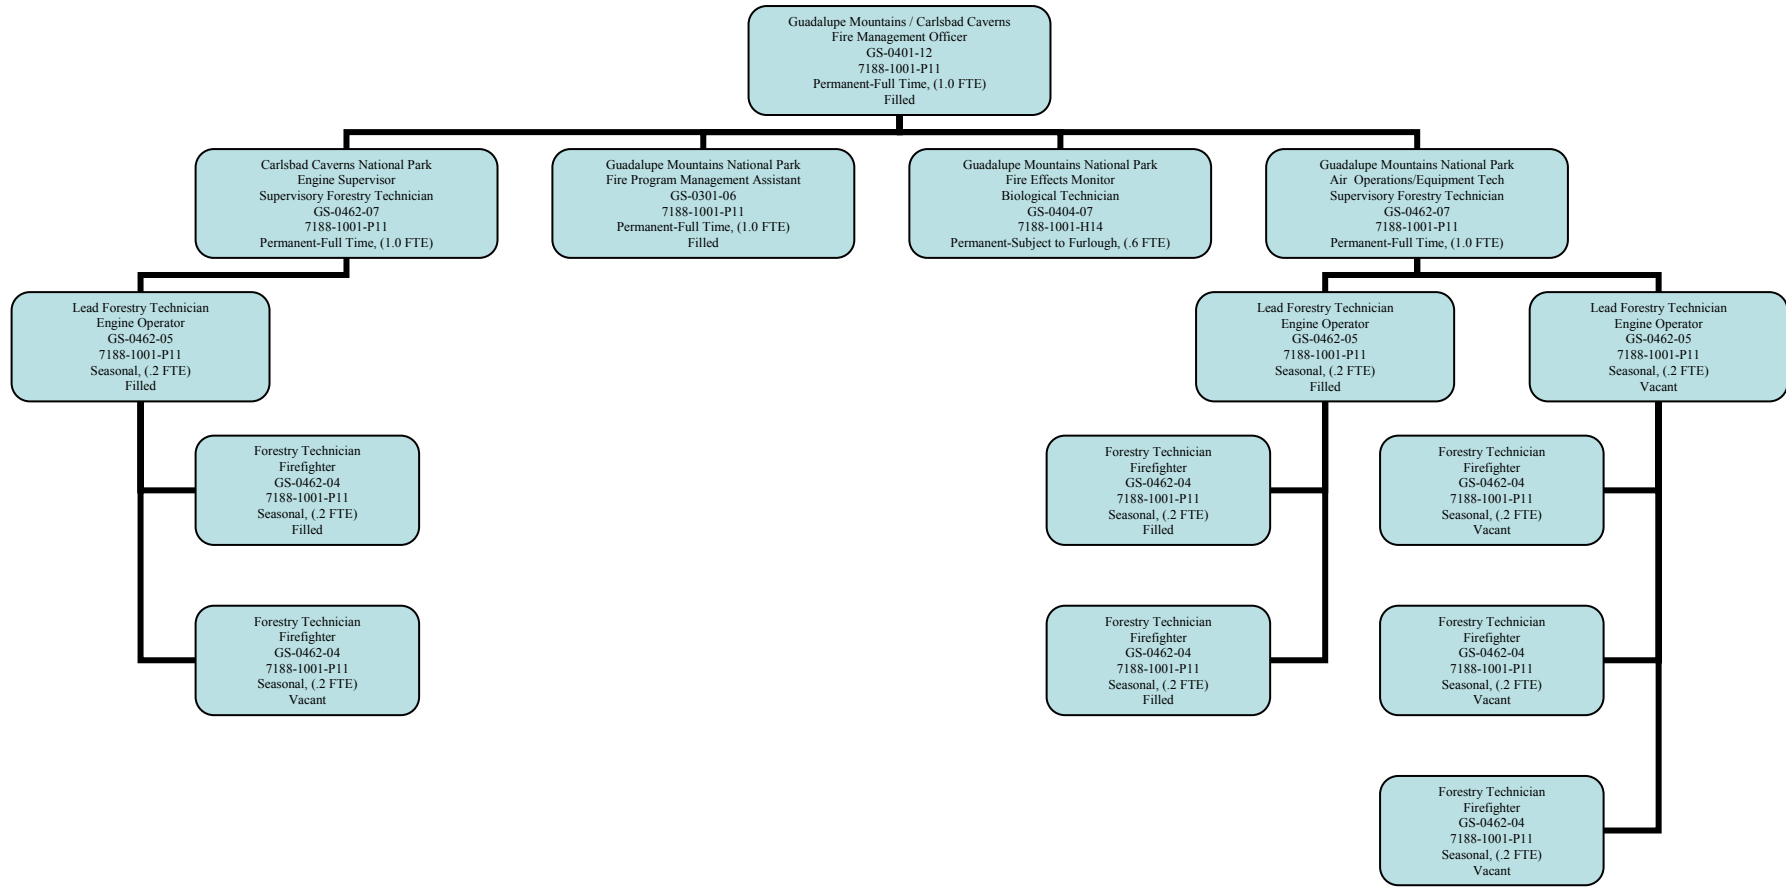 Guadalupe Mountains / Carlsbad Caverns
Fire Management Officer
GS-0401-12
7188-1001-P11
Permanent-Full Time, (1.0 FTE)
Filled
Carlsbad Caverns National Park
Engine Supervisor
Supervisory Forestry Technician
GS-0462-07
7188-1001-P11
Permanent-Full Time, (1.0 FTE)
Guadalupe Mountains National Park
Fire Program Management Assistant
GS-0301-06
7188-1001-P11
Permanent-Full Time, (1.0 FTE)
Filled
Guadalupe Mountains National Park
Fire Effects Monitor
Biological Technician
GS-0404-07
7188-1001-H14
Permanent-Subject to Furlough, (.6 FTE)
Guadalupe Mountains National Park
Air Operations/Equipment Tech
Supervisory Forestry Technician
GS-0462-07
7188-1001-P11
Permanent-Full Time, (1.0 FTE)
Lead Forestry Technician
Engine Operator
GS-0462-05
7188-1001-P11
Seasonal, (.2 FTE)
Filled
Lead Forestry Technician
Engine Operator
GS-0462-05
7188-1001-P11
Seasonal, (.2 FTE)
Filled
Lead Forestry Technician
Engine Operator
GS-0462-05
7188-1001-P11
Seasonal, (.2 FTE)
Vacant
Forestry Technician
Firefighter
GS-0462-04
7188-1001-P11
Seasonal, (.2 FTE)
Filled
Forestry Technician
Firefighter
GS-0462-04
7188-1001-P11
Seasonal, (.2 FTE)
Filled
Forestry Technician
Firefighter
GS-0462-04
7188-1001-P11
Seasonal, (.2 FTE)
Vacant
Forestry Technician
Firefighter
GS-0462-04
7188-1001-P11
Seasonal, (.2 FTE)
Vacant
Forestry Technician
Firefighter
GS-0462-04
7188-1001-P11
Seasonal, (.2 FTE)
Filled
Forestry Technician
Firefighter
GS-0462-04
7188-1001-P11
Seasonal, (.2 FTE)
Vacant
Forestry Technician
Firefighter
GS-0462-04
7188-1001-P11
Seasonal, (.2 FTE)
Vacant